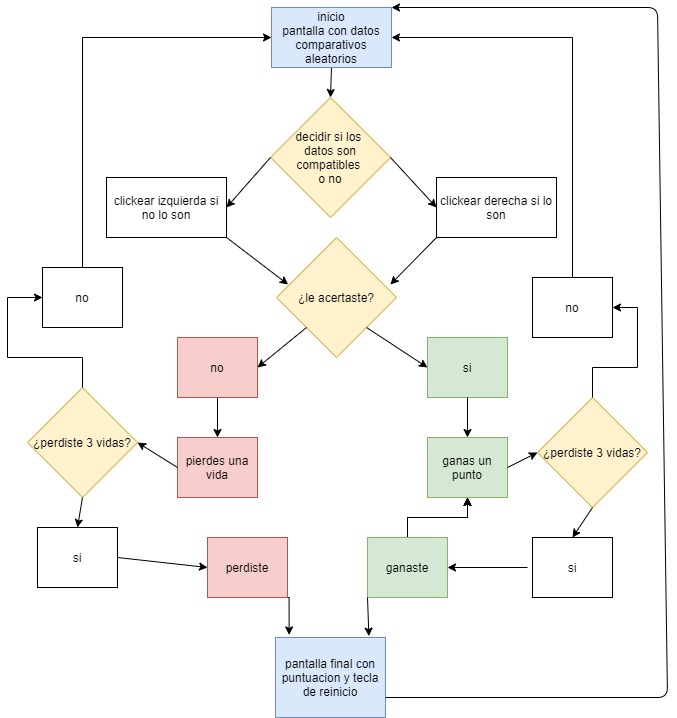 inicio
pantalla con datos
comparativos
aleatorios
decidir si los
datos son
compatibles
o no
clickear izquierda si
no lo son
clickear derecha si lo
son
¿le acertaste?
no
no
no
si
¿perdiste 3 vidas?
pierdes una
vida
ganas un
punto
¿perdiste 3 vidas?
si
perdiste
ganaste
si
pantalla final con
puntuacion y tecla
de reinicio